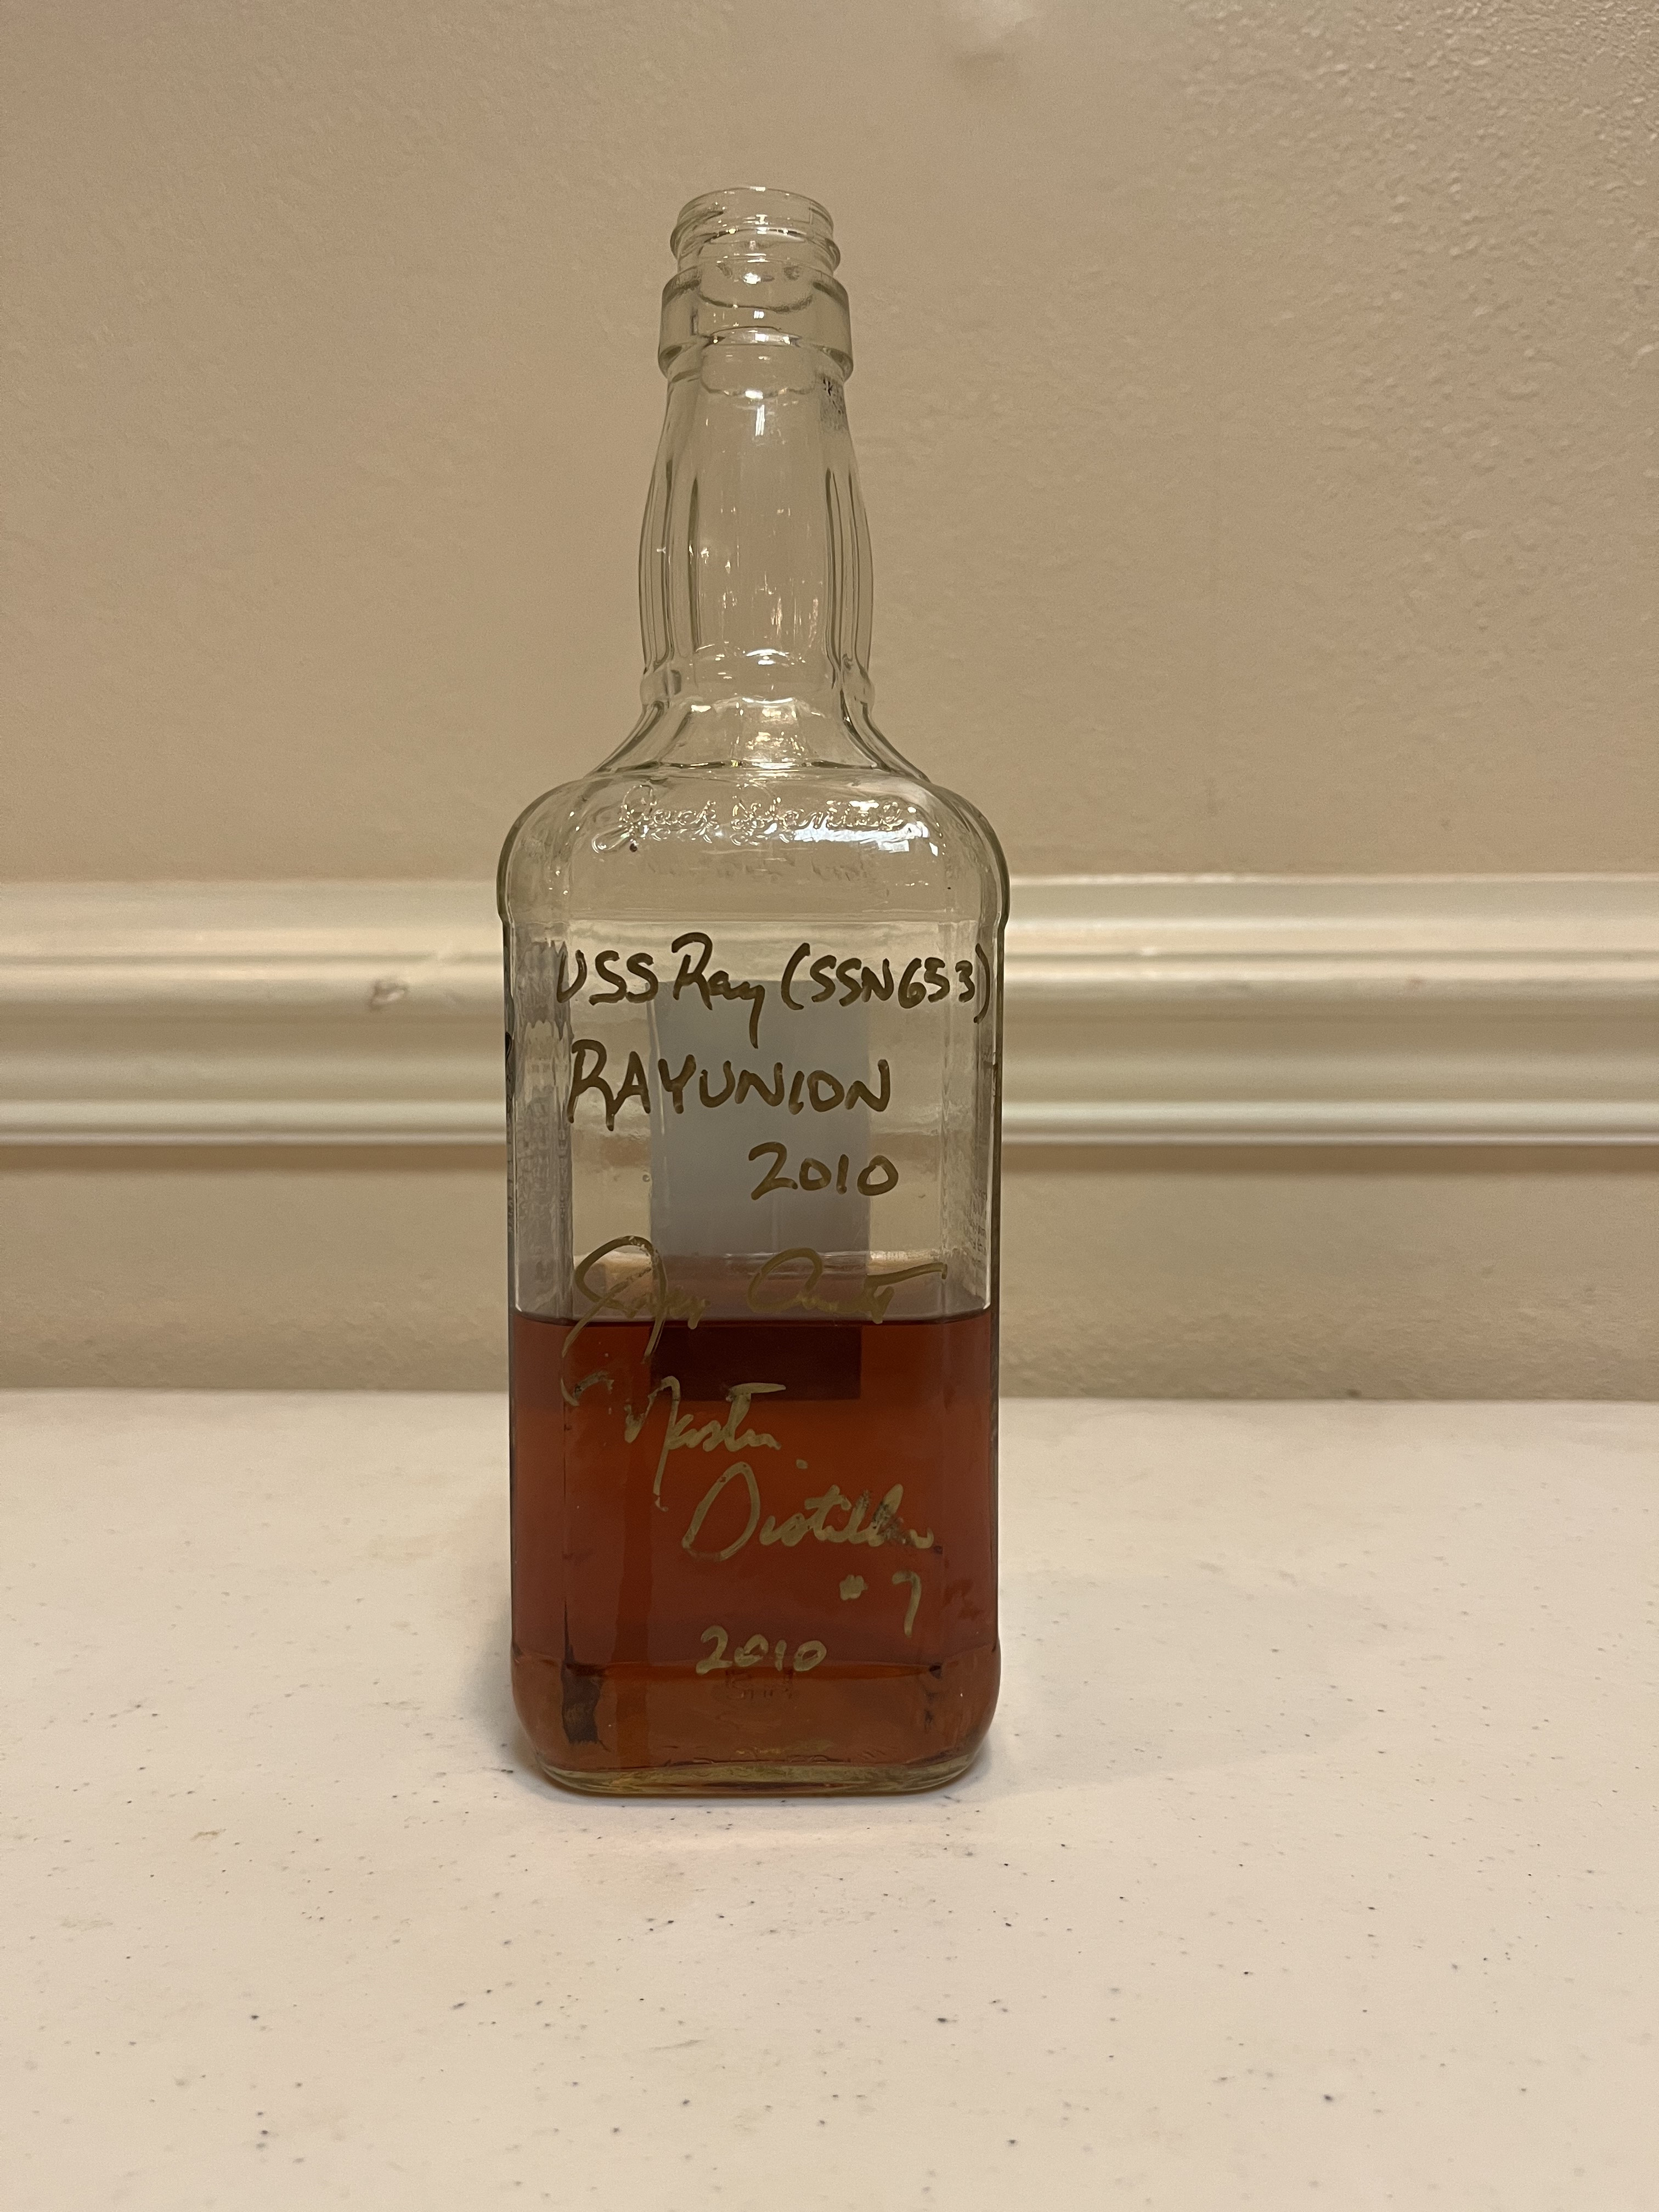 Jack Daniel's
USS Ray (SSN653)
RAYUNION
2010
Master
Distiller
#7
2010